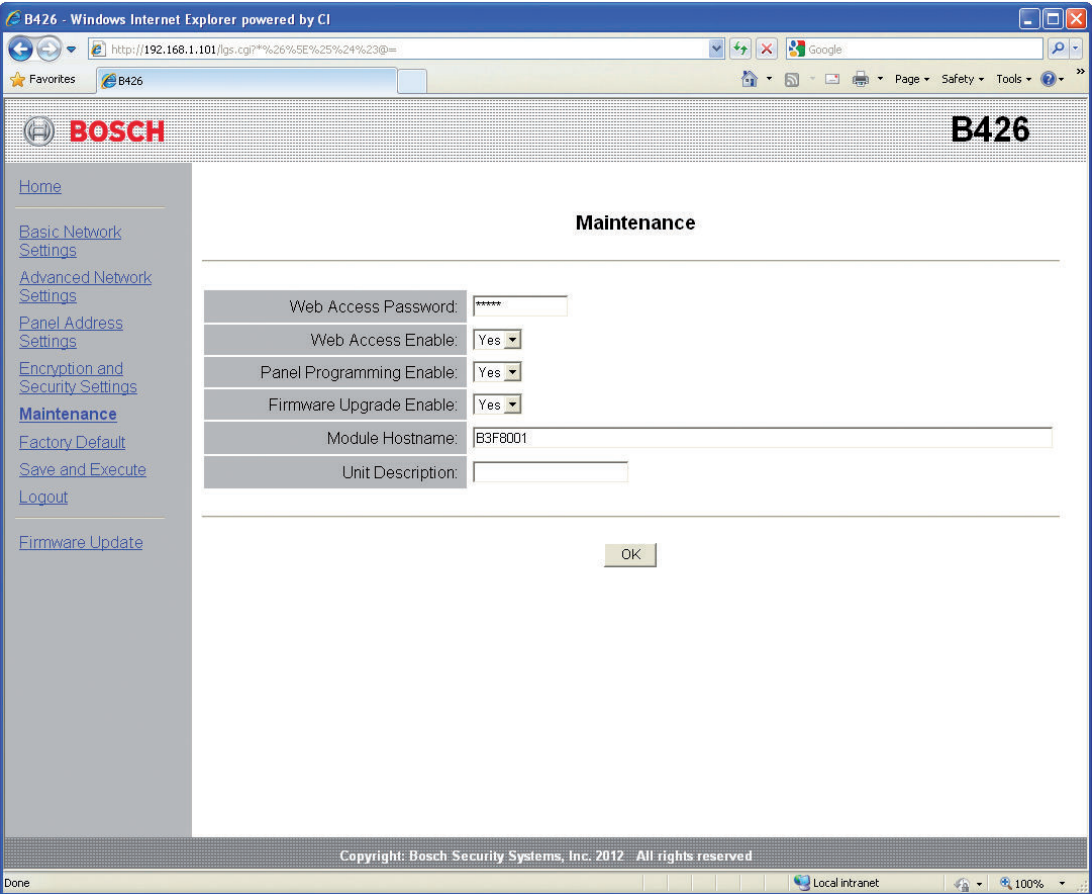 B426 - Windows Internet Explorer powered by CI
http://192.168.1.101/lgs.cgi?*%26%5E%25%24%23@=
Google
Favorites
B426
Page
Safety
Tools
»
BOSCH
B426
Home
Basic Network
Settings
Advanced Network
Settings
Panel Address
Settings
Encryption and
Security Settings
Maintenance
Factory Default
Save and Execute
Logout
Firmware Update
Maintenance
Web Access Password: *****
Web Access Enable: Yes
Panel Programming Enable: Yes
Firmware Upgrade Enable: Yes
Module Hostname: B3F8001
Unit Description:
OK
Copyright: Bosch Security Systems, Inc. 2012 All rights reserved
Done
Local intranet
100%